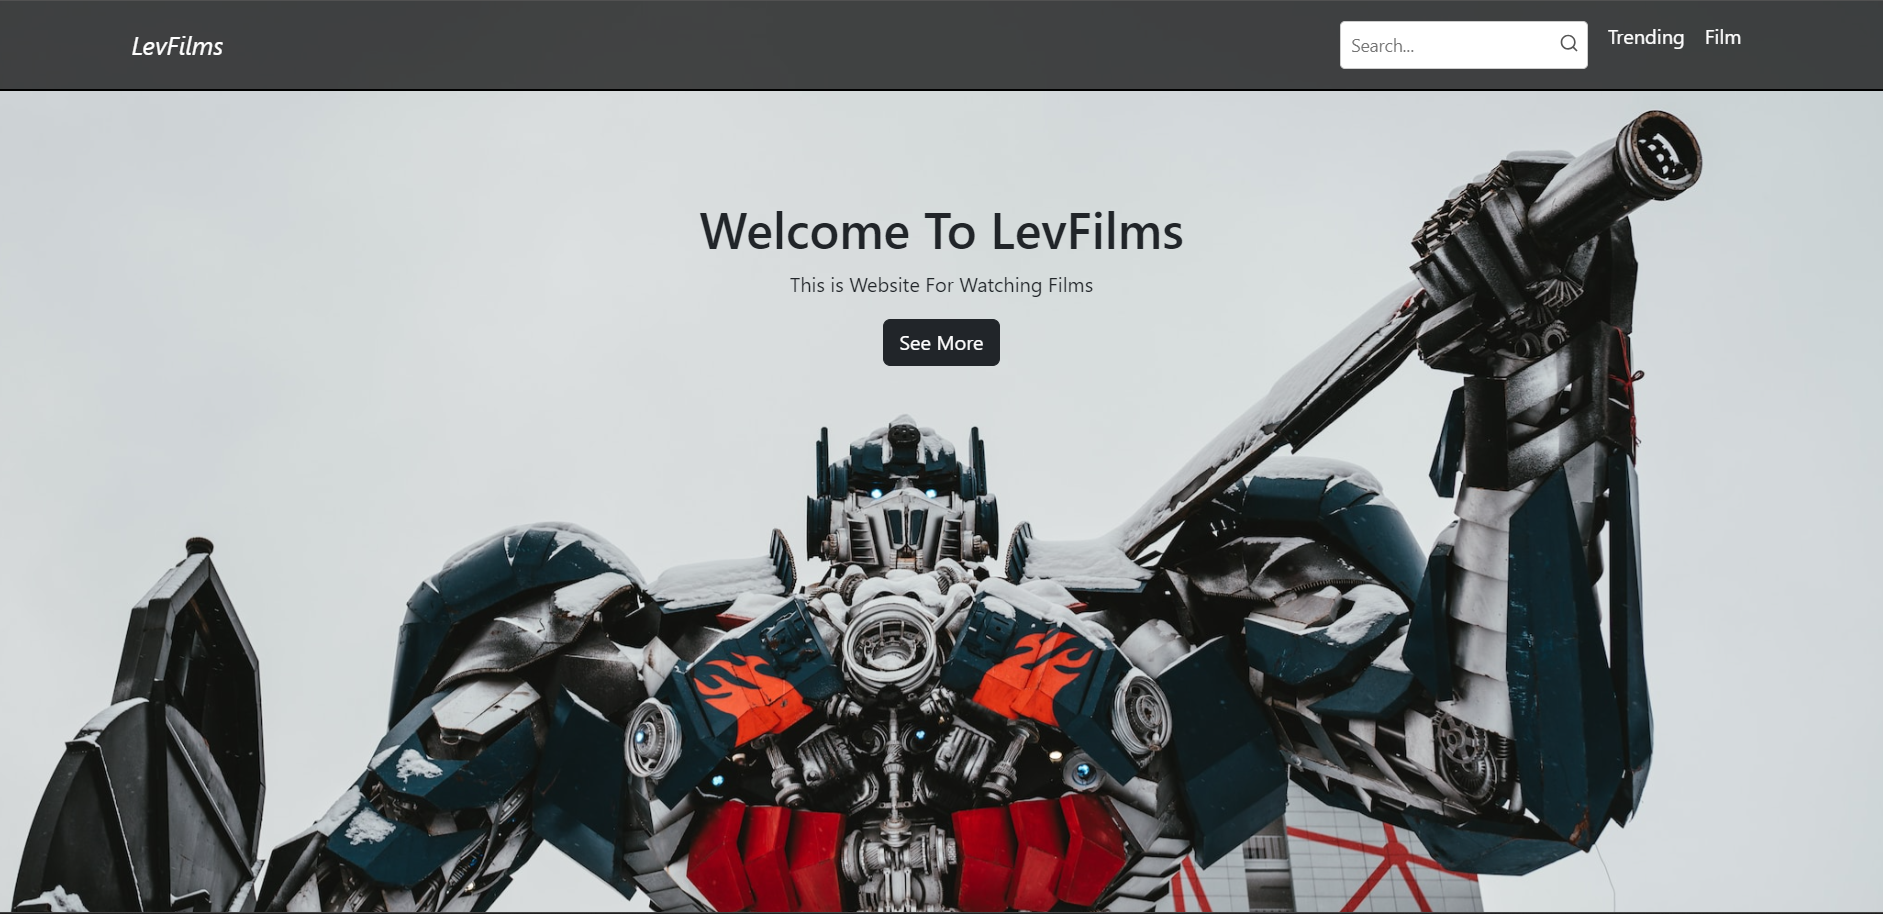 LevFilms
Search...
Trending
Film
Welcome To LevFilms
This is Website For Watching Films
See More